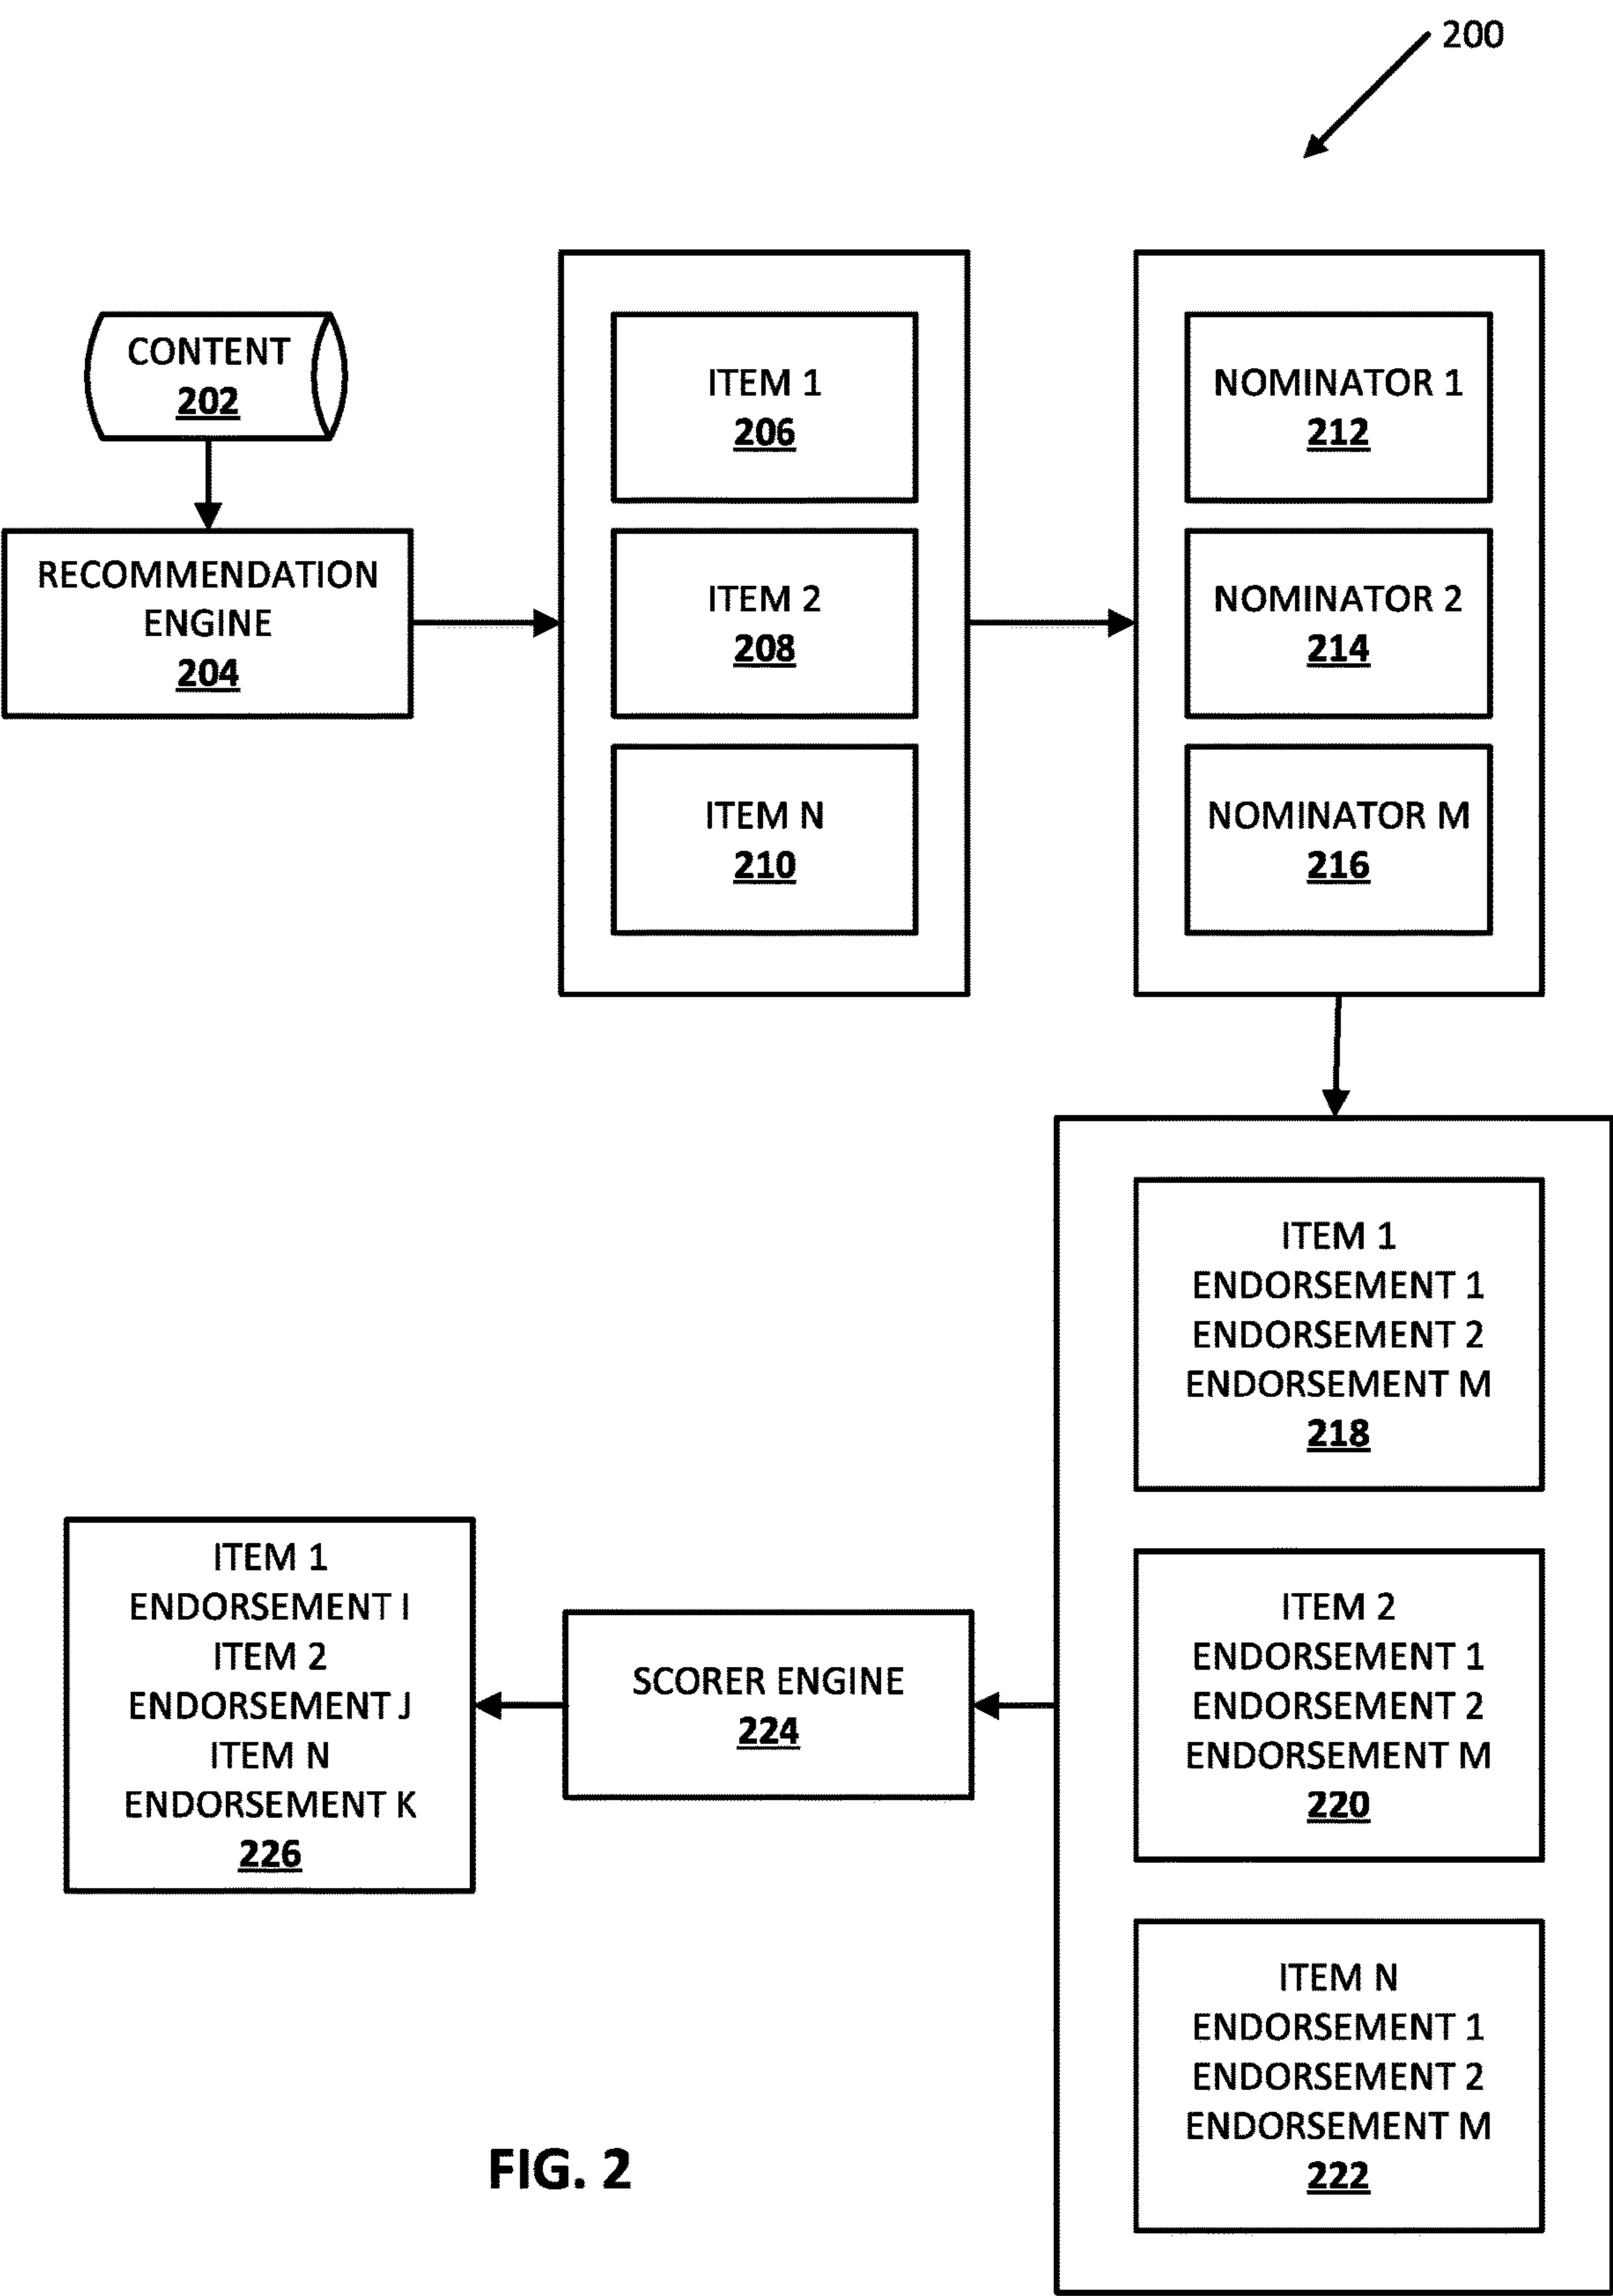 200
CONTENT
202
RECOMMENDATION
ENGINE
204
ITEM 1
206
ITEM 2
208
ITEM N
210
NOMINATOR 1
212
NOMINATOR 2
214
NOMINATOR M
216
ITEM 1
ENDORSEMENT 1
ENDORSEMENT 2
ENDORSEMENT M
218
ITEM 2
ENDORSEMENT 1
ENDORSEMENT 2
ENDORSEMENT M
220
ITEM N
ENDORSEMENT 1
ENDORSEMENT 2
ENDORSEMENT M
222
SCORER ENGINE
224
ITEM 1
ENDORSEMENT I
ITEM 2
ENDORSEMENT J
ITEM N
ENDORSEMENT K
226
FIG. 2